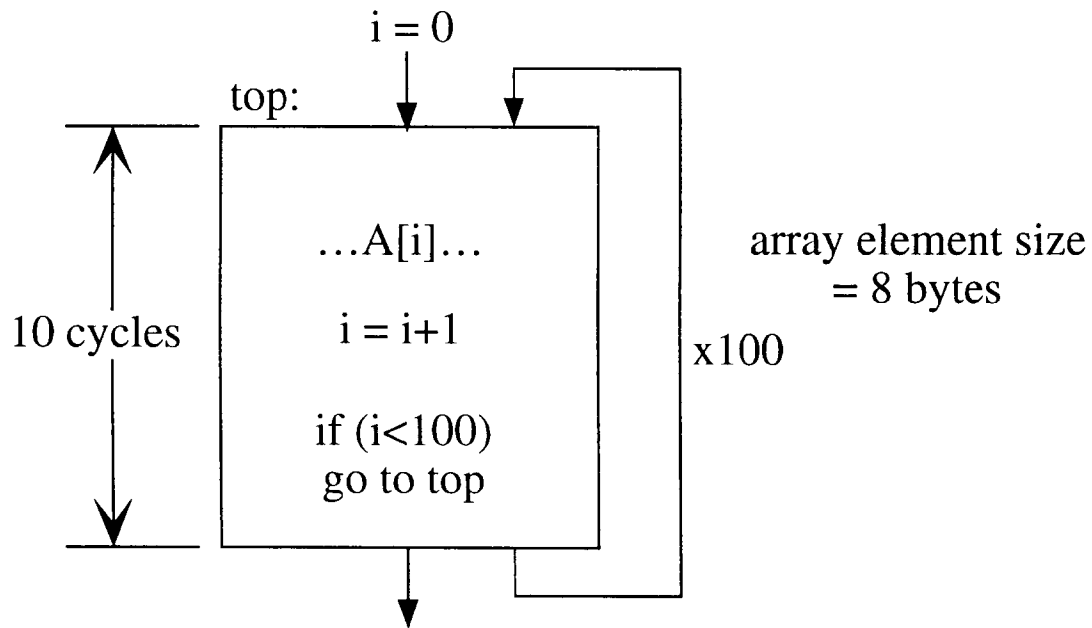 i = 0
top:
...A[i]...
i = i+1
if (i<100)
go to top
10 cycles
x100
array element size
= 8 bytes